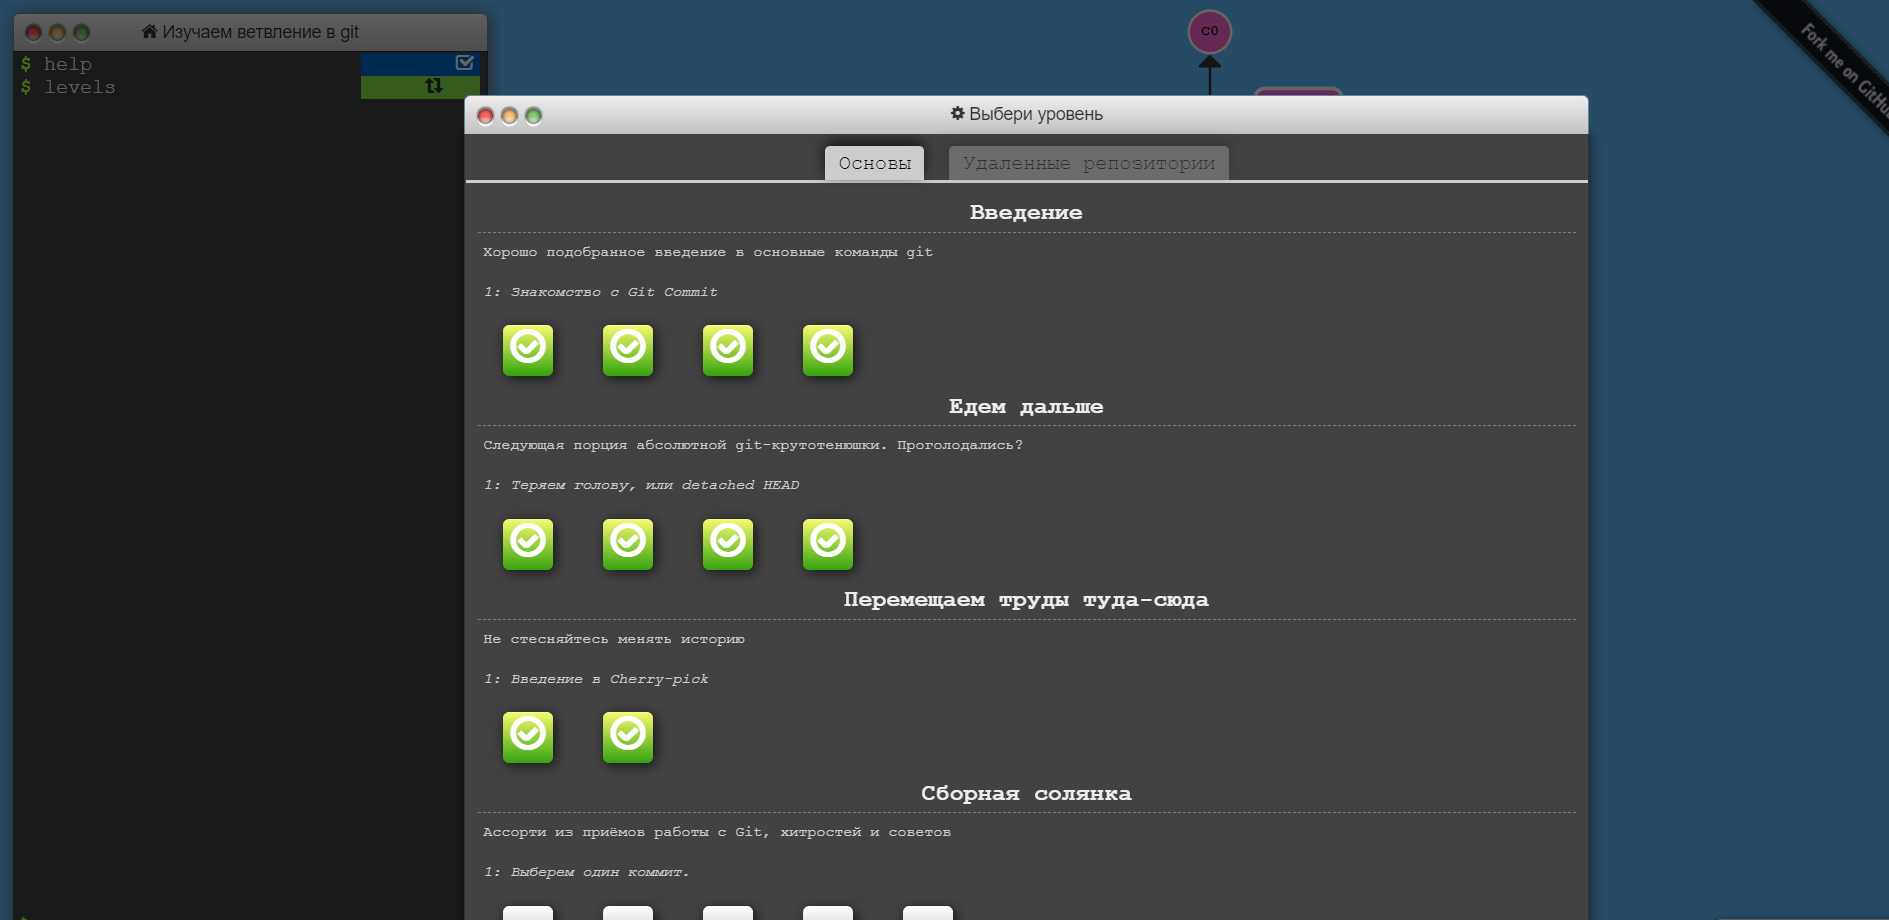 Изучаем ветвление в git
$ help
$ levels
C0
Fork me on GitHu
Выбери уровень
Основы
Удаленные репозитории
Введение
Хорошо подобранное введение в основные команды git
1: Знакомство с Git Commit
Едем дальше
Следующая порция абсолютной git-крутотенюшки. Проголодались?
1: Теряем голову, или detached HEAD
Перемещаем труды туда-сюда
Не стесняйтесь менять историю
1: Введение в Cherry-pick
Сборная солянка
Ассорти из приёмов работы с Git, хитростей и советов
1: Выберем один коммит.